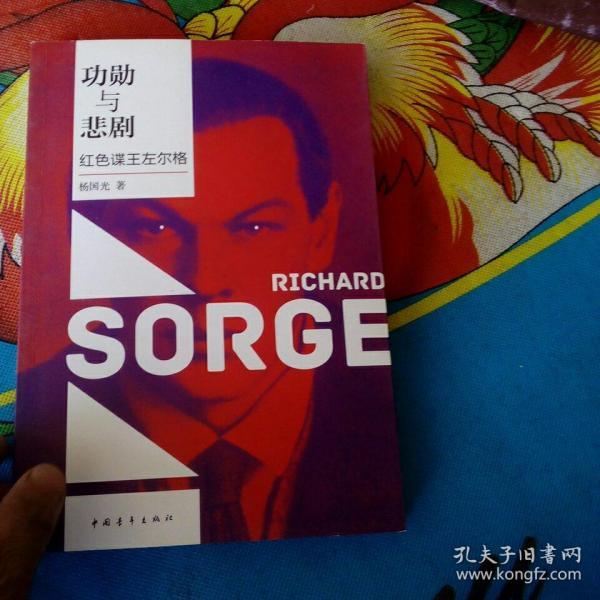 功勋
与
悲剧
红色谍王左尔格
杨国光 著
RICHARD
SORGE
中国青年出版社
孔夫子旧书网
www.kongfz.com